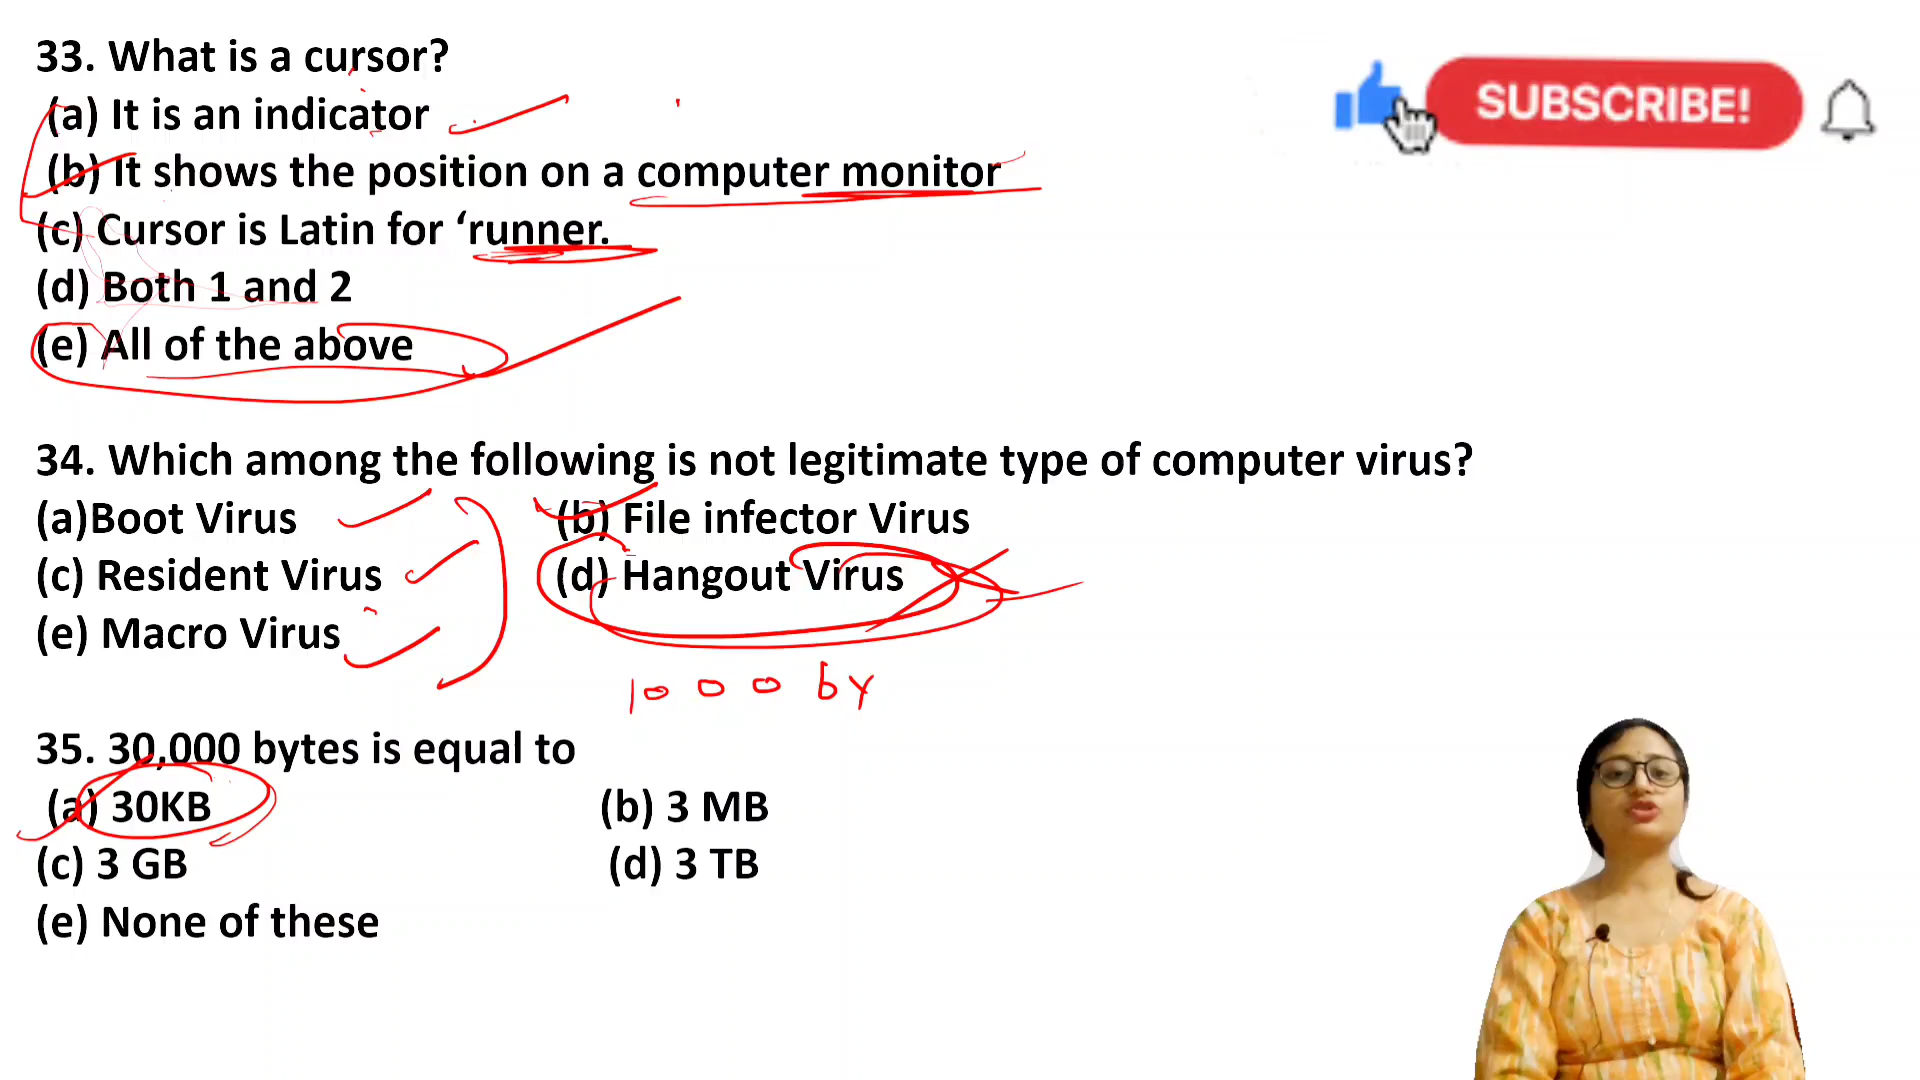 33. What is a cursor?
(a) It is an indicator
(b) It shows the position on a computer monitor
(c) Cursor is Latin for ‘runner.
(d) Both 1 and 2
(e) All of the above
SUBSCRIBE!
34. Which among the following is not legitimate type of computer virus?
(a)Boot Virus (b) File infector Virus
(c) Resident Virus (d) Hangout Virus
(e) Macro Virus
1000 by
35. 30,000 bytes is equal to
(a) 30KB (b) 3 MB
(c) 3 GB (d) 3 TB
(e) None of these